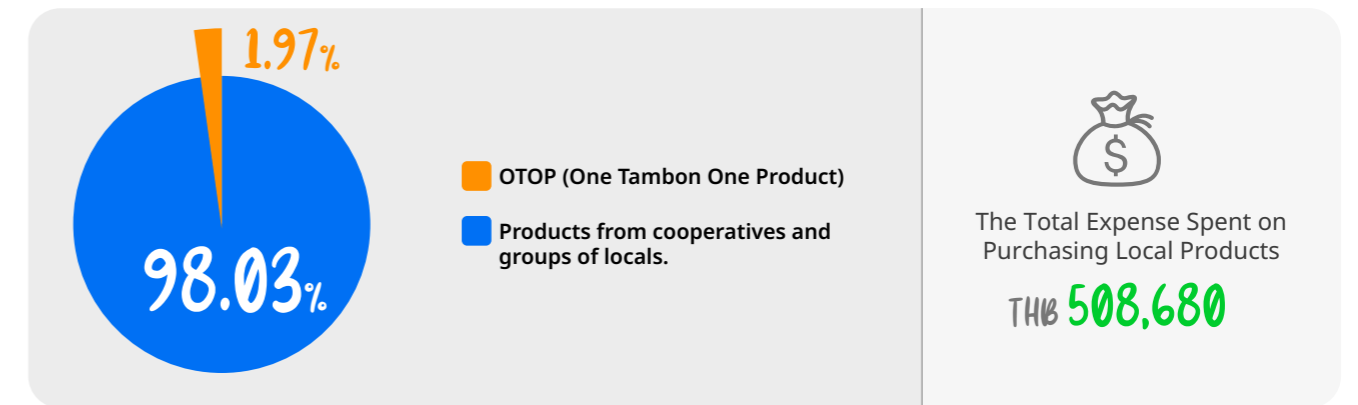 1.97%
98.03%
OTOP (One Tambon One Product)
Products from cooperatives and
groups of locals.
$
The Total Expense Spent on
Purchasing Local Products
THB 508,680